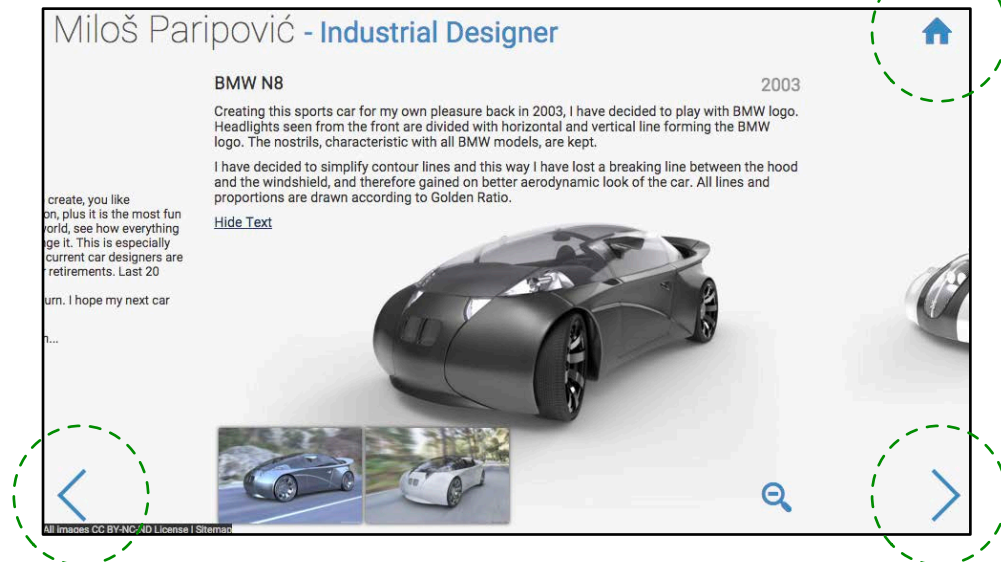 Miloš Paripović - Industrial Designer
BMW N8
2003
Creating this sports car for my own pleasure back in 2003, I have decided to play with BMW logo.
Headlights seen from the front are divided with horizontal and vertical line forming the BMW
logo. The nostrils, characteristic with all BMW models, are kept.
I have decided to simplify contour lines and this way I have lost a breaking line between the hood
and the windshield, and therefore gained on better aerodynamic look of the car. All lines and
proportions are drawn according to Golden Ratio.
Hide Text
create, you like
on, plus it is the most fun
world, see how everything
ge it. This is especially
current car designers are
retirements. Last 20
urn. I hope my next car
n...
All images CC BY-NC-ND License | Sitemap